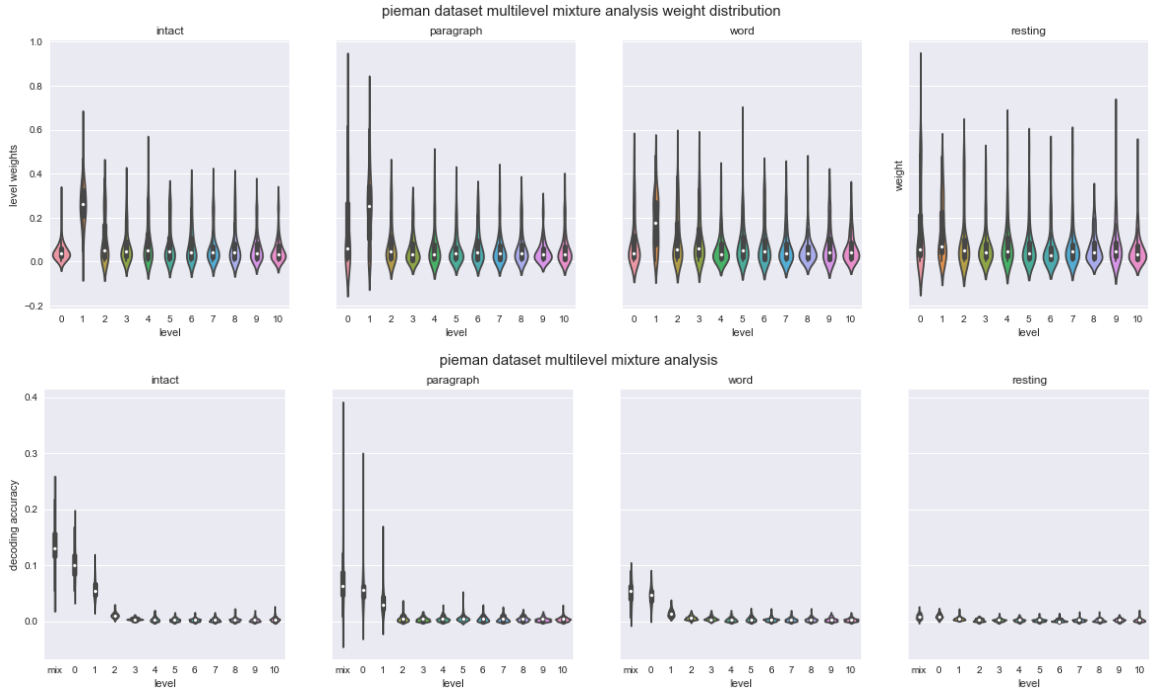 pieman dataset multilevel mixture analysis weight distribution
intact paragraph word resting
1.0
0.8
0.6
0.4
0.2
0.0
−0.2
level weights
weight
0 1 2 3 4 5 6 7 8 9 10
0 1 2 3 4 5 6 7 8 9 10
0 1 2 3 4 5 6 7 8 9 10
0 1 2 3 4 5 6 7 8 9 10
level level level level
pieman dataset multilevel mixture analysis
intact paragraph word resting
0.4
0.3
0.2
0.1
0.0
decoding accuracy
mix 0 1 2 3 4 5 6 7 8 9 10
mix 0 1 2 3 4 5 6 7 8 9 10
mix 0 1 2 3 4 5 6 7 8 9 10
mix 0 1 2 3 4 5 6 7 8 9 10
level level level level